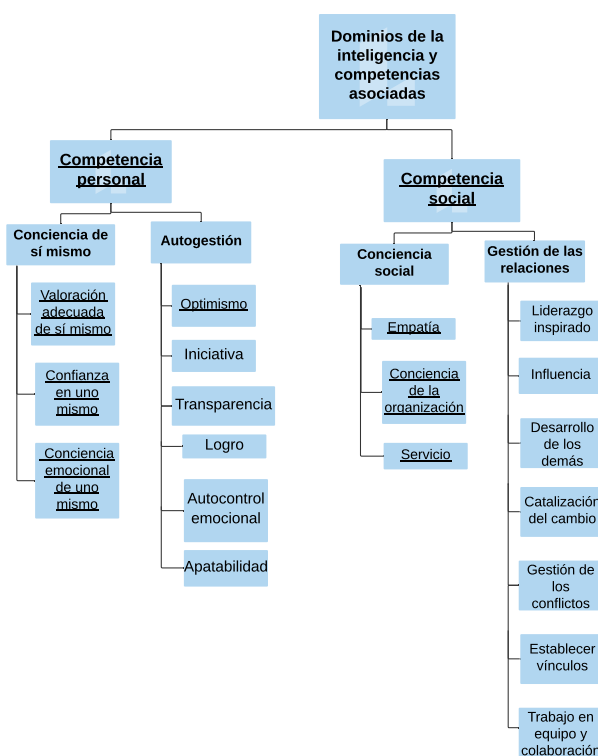 Dominios de la
inteligencia y
competencias
asociadas
Competencia
personal
Competencia
social
Conciencia de
sí mismo
Valoración
adecuada
de sí mismo
Confianza
en uno
mismo
Conciencia
emocional
de uno
mismo
Autogestión
Optimismo
Iniciativa
Transparencia
Logro
Autocontrol
emocional
Apatabilidad
Conciencia
social
Empatía
Conciencia
de la
organización
Servicio
Gestión de las
relaciones
Liderazgo
inspirado
Influencia
Desarrollo
de los
demás
Catalización
del cambio
Gestión de
los
conflictos
Establecer
vínculos
Trabajo en
equipo y
colaboración